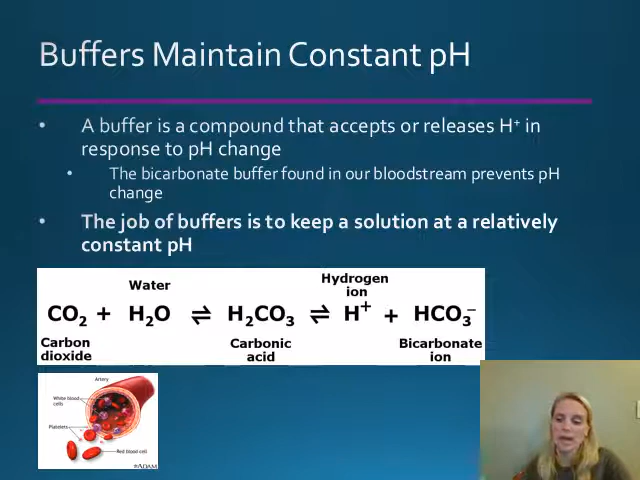 Buffers Maintain Constant pH
• A buffer is a compound that accepts or releases H⁺ in
response to pH change
• The bicarbonate buffer found in our bloodstream prevents pH
change
• The job of buffers is to keep a solution at a relatively
constant pH
Water
Hydrogen
ion
CO₂ + H₂O ⇌ H₂CO₃ ⇌ H⁺ + HCO₃⁻
Carbon
dioxide
Carbonic
acid
Bicarbonate
ion
Artery
White blood
cells
Platelets
Red blood cell
ADAM